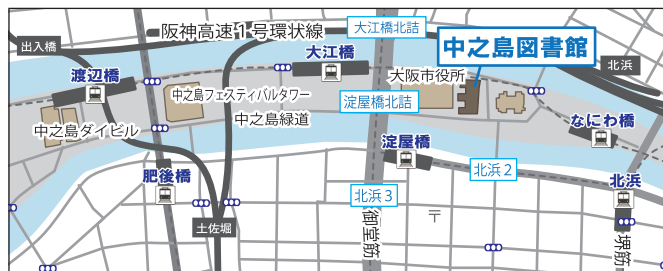 阪神高速1号環状線
大江橋北詰
中之島図書館
出入橋
大江橋
北浜
渡辺橋
大阪市役所
中之島フェスティバルタワー
淀屋橋北詰
中之島緑道
なにわ橋
中之島ダイビル
淀屋橋
肥後橋
北浜2
北浜
北浜3
〒
土佐堀
御堂筋
堺筋